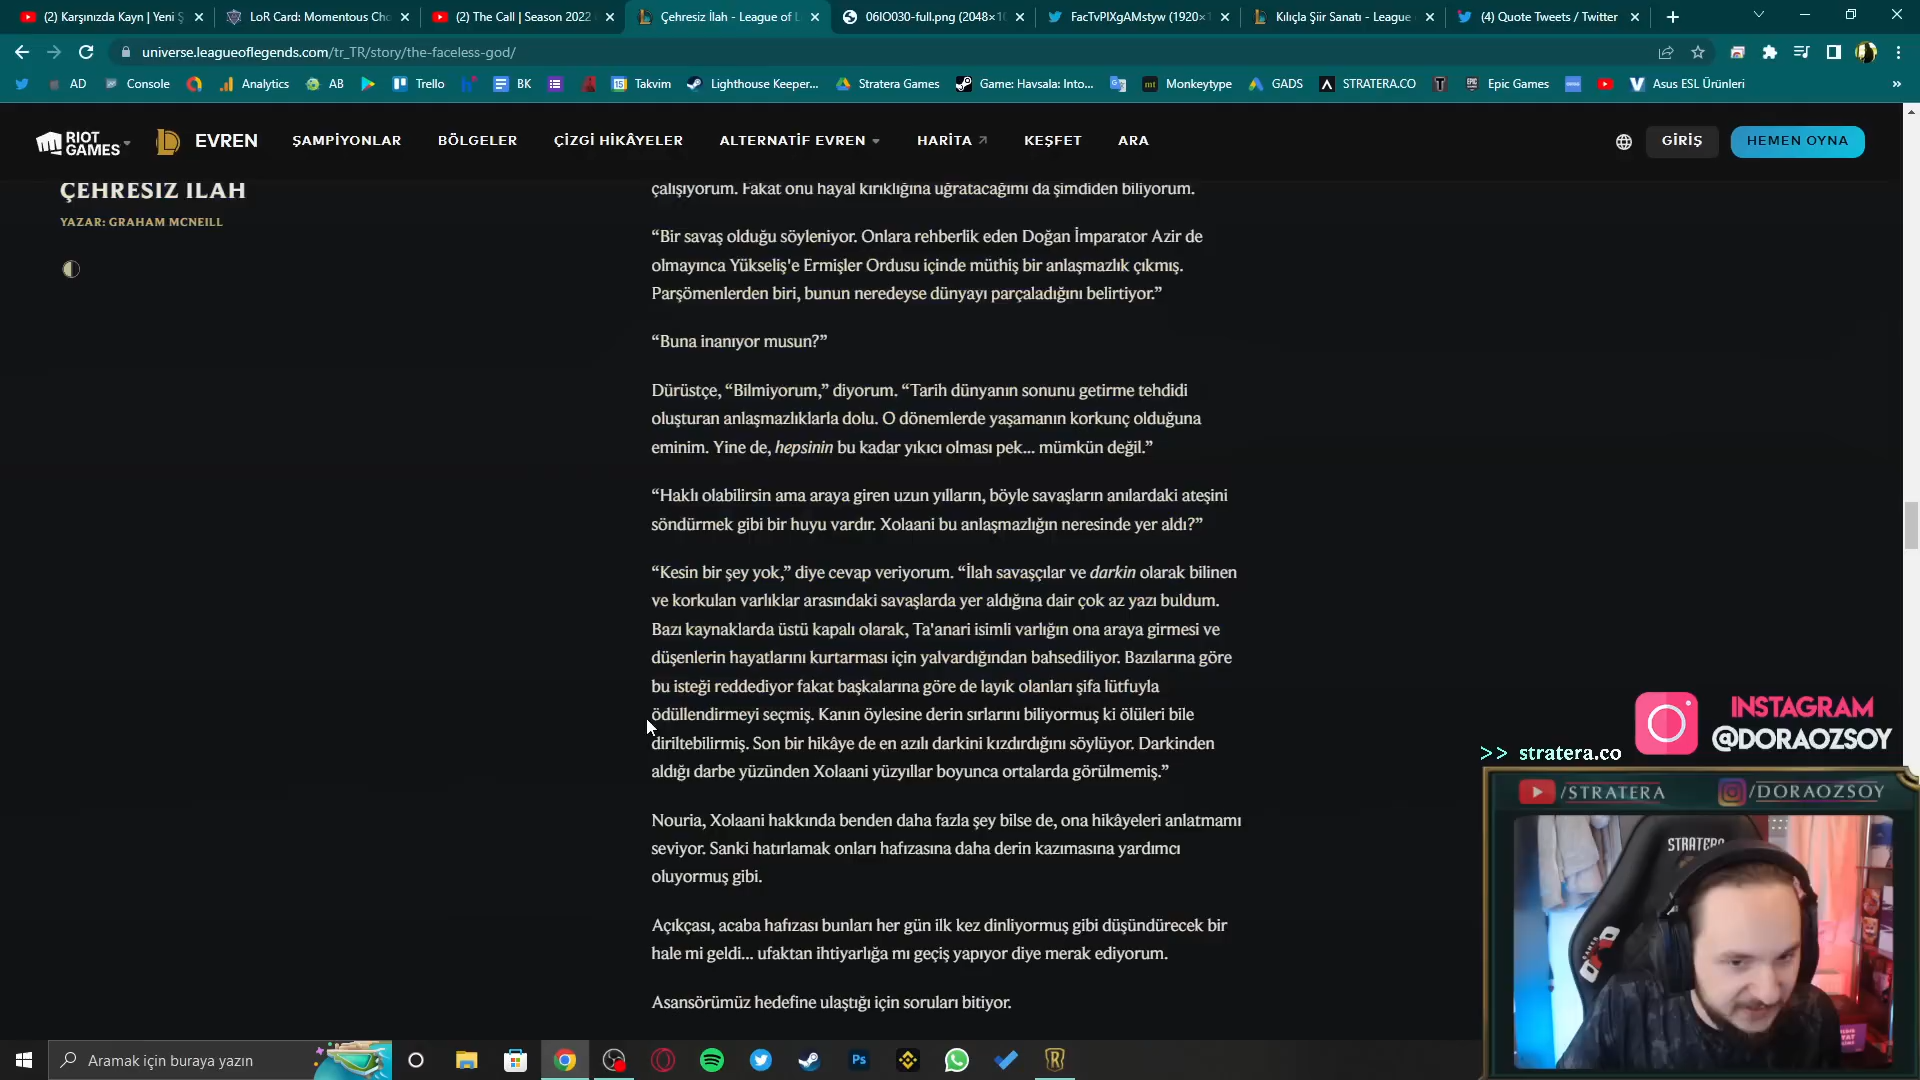 (2) Karşınızda Kayn | Yeni Ş
LoR Card: Momentous Cho
(2) The Call | Season 2022 C
Çehresiz İlah - League of L
06IO030-full.png (2048×10
FacTvPIXgAMstyw (1920×1
Kılıçla Şiir Sanatı - League
(4) Quote Tweets / Twitter
universe.leagueoflegends.com/tr_TR/story/the-faceless-god/
AD
Console
Analytics
AB
Trello
BK
Takvim
Lighthouse Keeper...
Stratera Games
Game: Havsala: Into...
mt
Monkeytype
GADS
STRATERA.CO
Epic Games
Asus ESL Ürünleri
»
RIOT GAMES
EVREN
ŞAMPİYONLAR
BÖLGELER
ÇİZGİ HİKÂYELER
ALTERNATİF EVREN
HARİTA
KEŞFET
ARA
GİRİŞ
HEMEN OYNA
ÇEHRESİZ İLAH
YAZAR: GRAHAM MCNEILL
çalışıyorum. Fakat onu hayal kırıklığına uğratacağımı da şimdiden biliyorum.
“Bir savaş olduğu söyleniyor. Onlara rehberlik eden Doğan İmparator Azir de
olmayınca Yükseliş'e Ermişler Ordusu içinde müthiş bir anlaşmazlık çıkmış.
Parşömenlerden biri, bunun neredeyse dünyayı parçaladığını belirtiyor.”
“Buna inanıyor musun?”
Dürüstçe, “Bilmiyorum,” diyorum. “Tarih dünyanın sonunu getirme tehdidi
oluşturan anlaşmazlıklarla dolu. O dönemlerde yaşamanın korkunç olduğuna
eminim. Yine de, hepsinin bu kadar yıkıcı olması pek... mümkün değil.”
“Haklı olabilirsin ama araya giren uzun yılların, böyle savaşların anılardaki ateşini
söndürmek gibi bir huyu vardır. Xolaani bu anlaşmazlığın neresinde yer aldı?”
“Kesin bir şey yok,” diye cevap veriyorum. “İlah savaşçılar ve darkin olarak bilinen
ve korkulan varlıklar arasındaki savaşlarda yer aldığına dair çok az yazı buldum.
Bazı kaynaklarda üstü kapalı olarak, Ta'anari isimli varlığın ona araya girmesi ve
düşenlerin hayatlarını kurtarması için yalvardığından bahsediliyor. Bazılarına göre
bu isteği reddediyor fakat başkalarına göre de layık olanları şifa lütfuyla
ödüllendirmeyi seçmiş. Kanın öylesine derin sırlarını biliyormuş ki ölüleri bile
diriltebilirmiş. Son bir hikâye de en azılı darkini kızdırdığını söylüyor. Darkinden
aldığı darbe yüzünden Xolaani yüzyıllar boyunca ortalarda görülmemiş.”
Nouria, Xolaani hakkında benden daha fazla şey bilse de, ona hikâyeleri anlatmamı
seviyor. Sanki hatırlamak onları hafızasına daha derin kazımasına yardımcı
oluyormuş gibi.
Açıkçası, acaba hafızası bunları her gün ilk kez dinliyormuş gibi düşündürecek bir
hale mi geldi... ufaktan ihtiyarlığa mı geçiş yapıyor diye merak ediyorum.
Asansörümüz hedefine ulaştığı için soruları bitiyor.
INSTAGRAM
@DORAOZSOY
>> stratera.co
/STRATERA
/DORAOZSOY
STRATERA
Aramak için buraya yazın
Ps